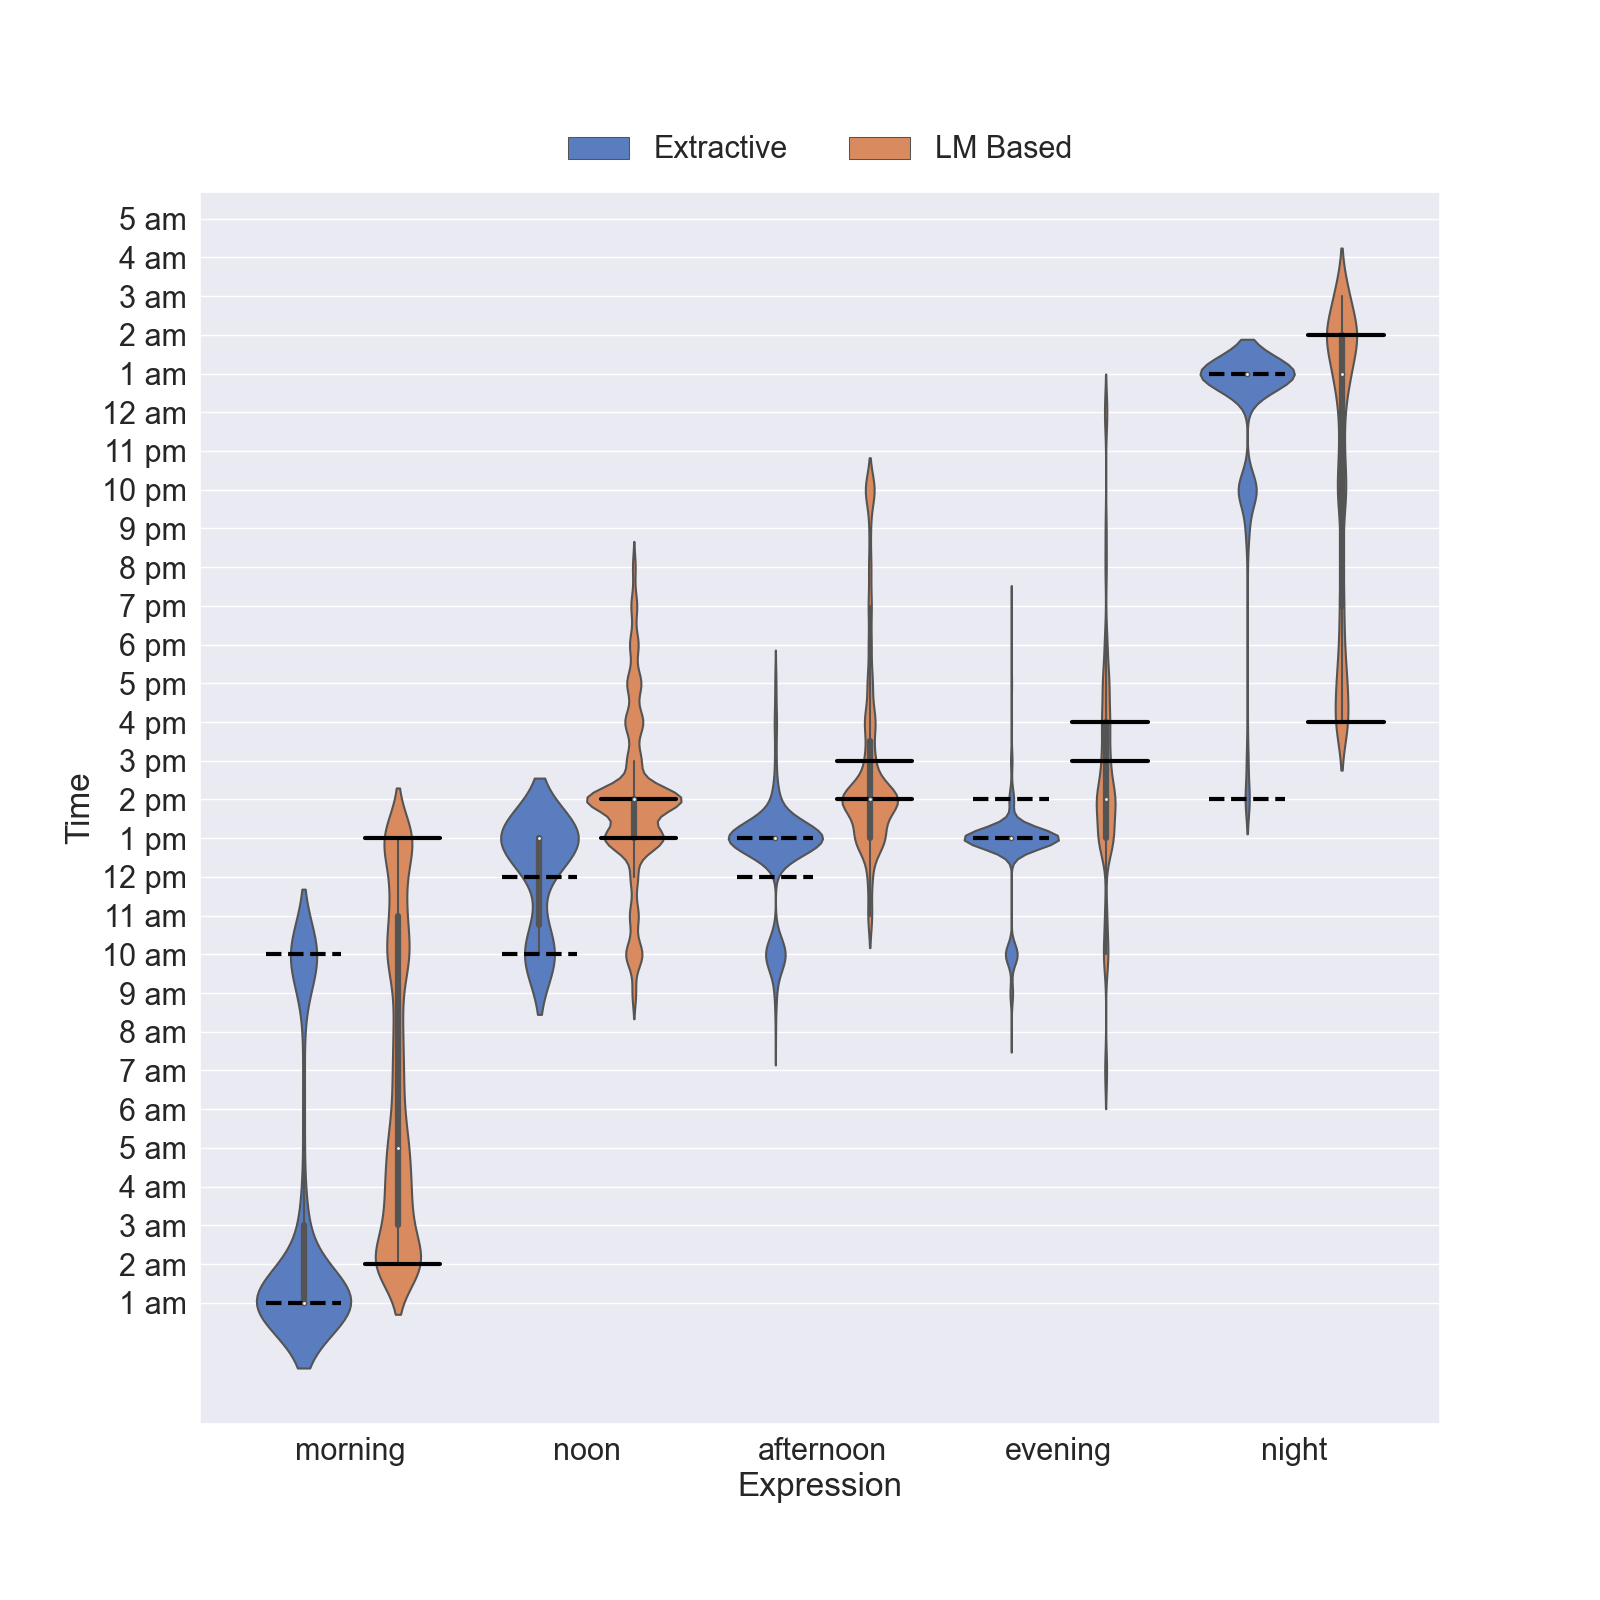 Extractive LM Based
5 am
4 am
3 am
2 am
1 am
12 am
11 pm
10 pm
9 pm
8 pm
7 pm
6 pm
5 pm
4 pm
3 pm
2 pm
1 pm
12 pm
11 am
10 am
9 am
8 am
7 am
6 am
5 am
4 am
3 am
2 am
1 am
Time
morning noon afternoon evening night
Expression